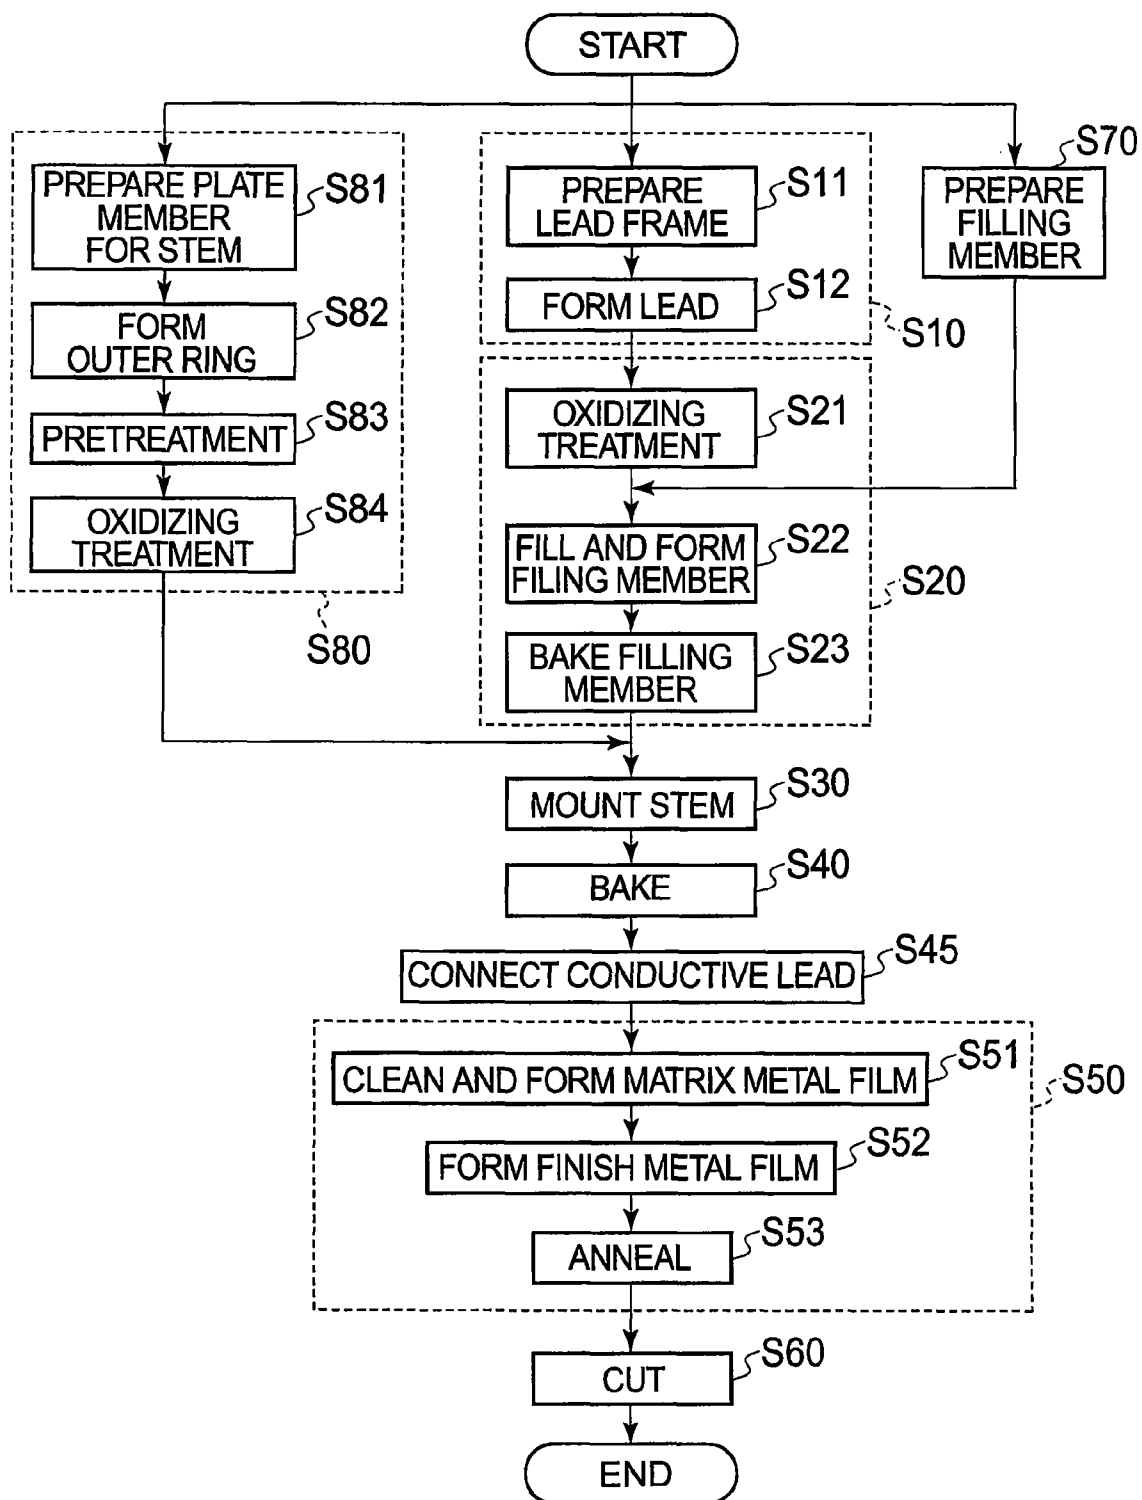 START
PREPARE PLATE
MEMBER
FOR STEM
S81
FORM
OUTER RING
S82
PRETREATMENT
S83
OXIDIZING
TREATMENT
S84
S80
PREPARE
LEAD FRAME
S11
FORM LEAD
S12
S10
PREPARE
FILLING
MEMBER
S70
OXIDIZING
TREATMENT
S21
FILL AND FORM
FILING MEMBER
S22
BAKE FILLING
MEMBER
S23
S20
MOUNT STEM
S30
BAKE
S40
CONNECT CONDUCTIVE LEAD
S45
CLEAN AND FORM MATRIX METAL FILM
S51
S50
FORM FINISH METAL FILM
S52
ANNEAL
S53
CUT
S60
END